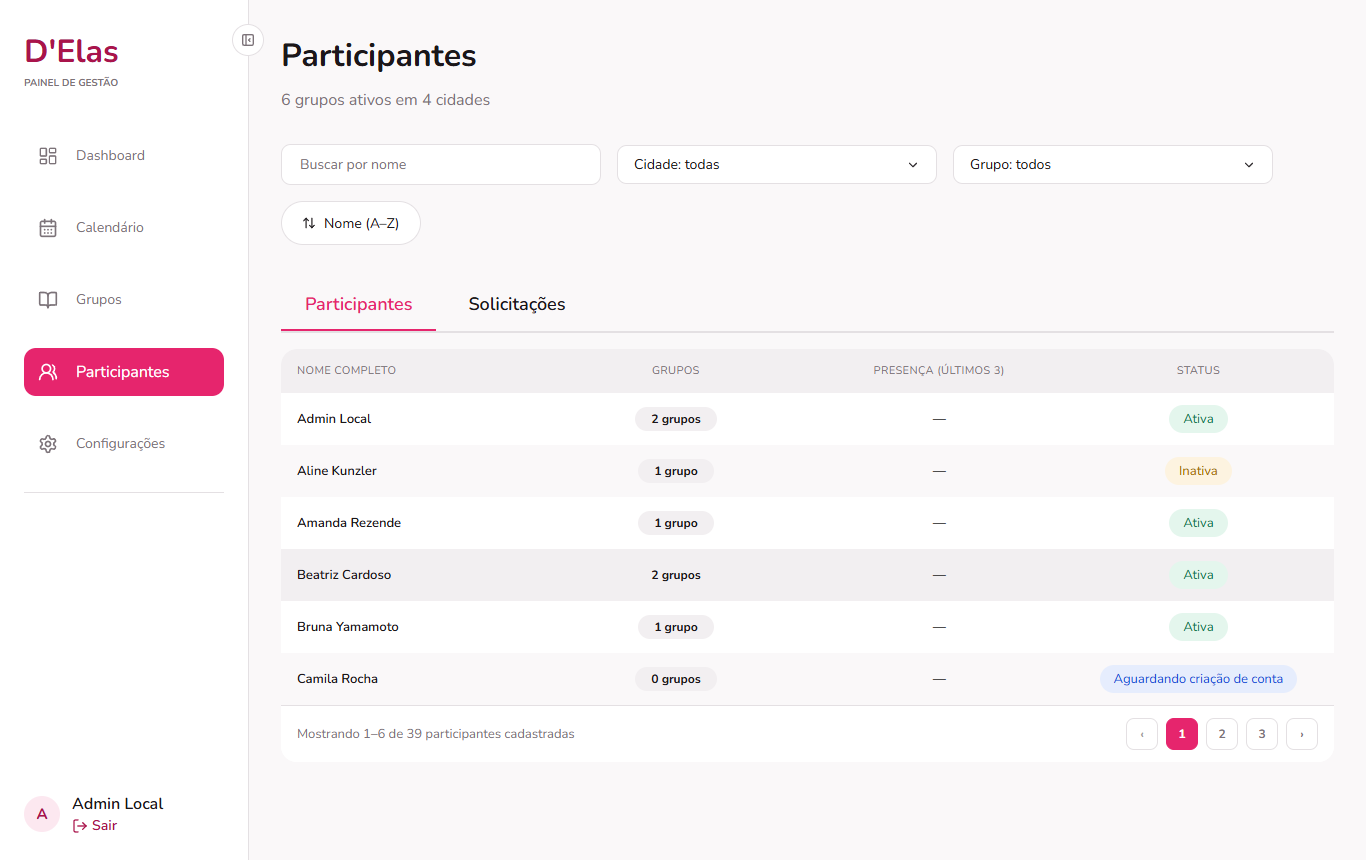 D'Elas
PAINEL DE GESTÃO
Dashboard
Calendário
Grupos
Participantes
Configurações
Admin Local
Sair
A
Participantes
6 grupos ativos em 4 cidades
Buscar por nome
Cidade: todas
Grupo: todos
Nome (A–Z)
Participantes Solicitações
NOME COMPLETO GRUPOS PRESENÇA (ÚLTIMOS 3) STATUS
Admin Local 2 grupos — Ativa
Aline Kunzler 1 grupo — Inativa
Amanda Rezende 1 grupo — Ativa
Beatriz Cardoso 2 grupos — Ativa
Bruna Yamamoto 1 grupo — Ativa
Camila Rocha 0 grupos — Aguardando criação de conta
Mostrando 1–6 de 39 participantes cadastradas ‹ 1 2 3 ›